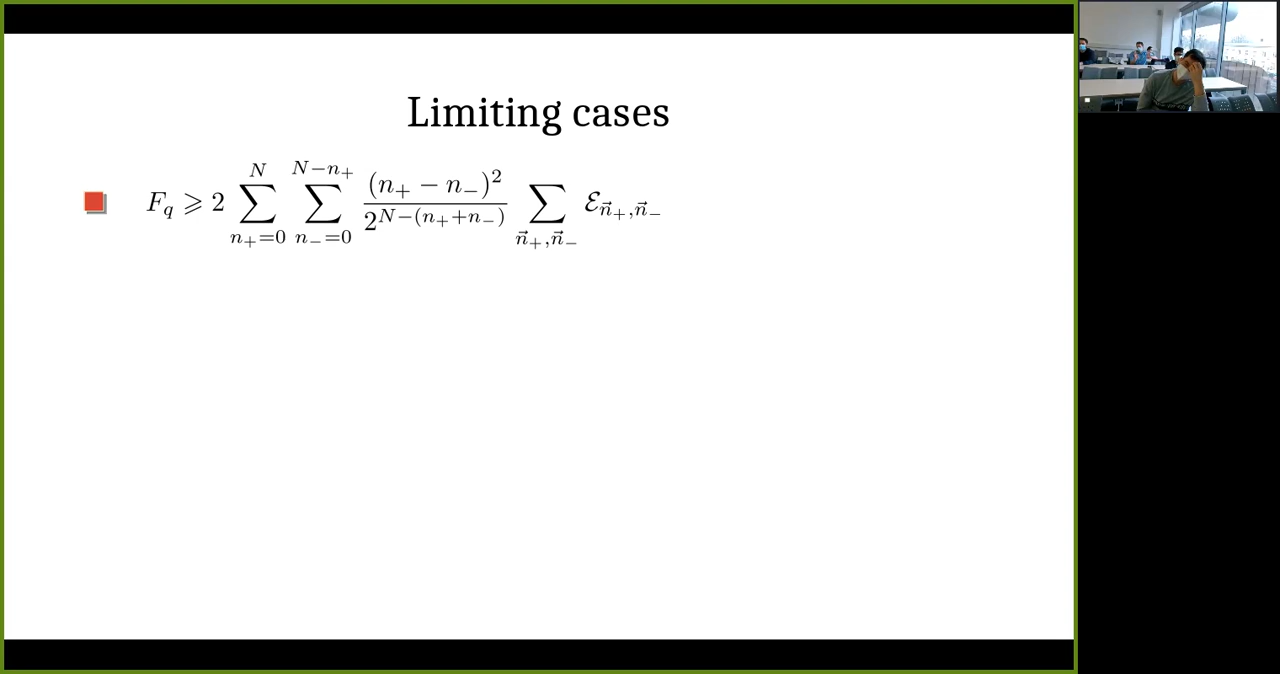 Limiting cases
F_q ⩾ 2 \sum_{n_+=0}^{N} \sum_{n_-=0}^{N-n_+} \frac{(n_+ - n_-)^2}{2^{N-(n_+ + n_-)}} \sum_{\vec{n}_+,\vec{n}_-} \mathcal{E}_{\vec{n}_+,\vec{n}_-}